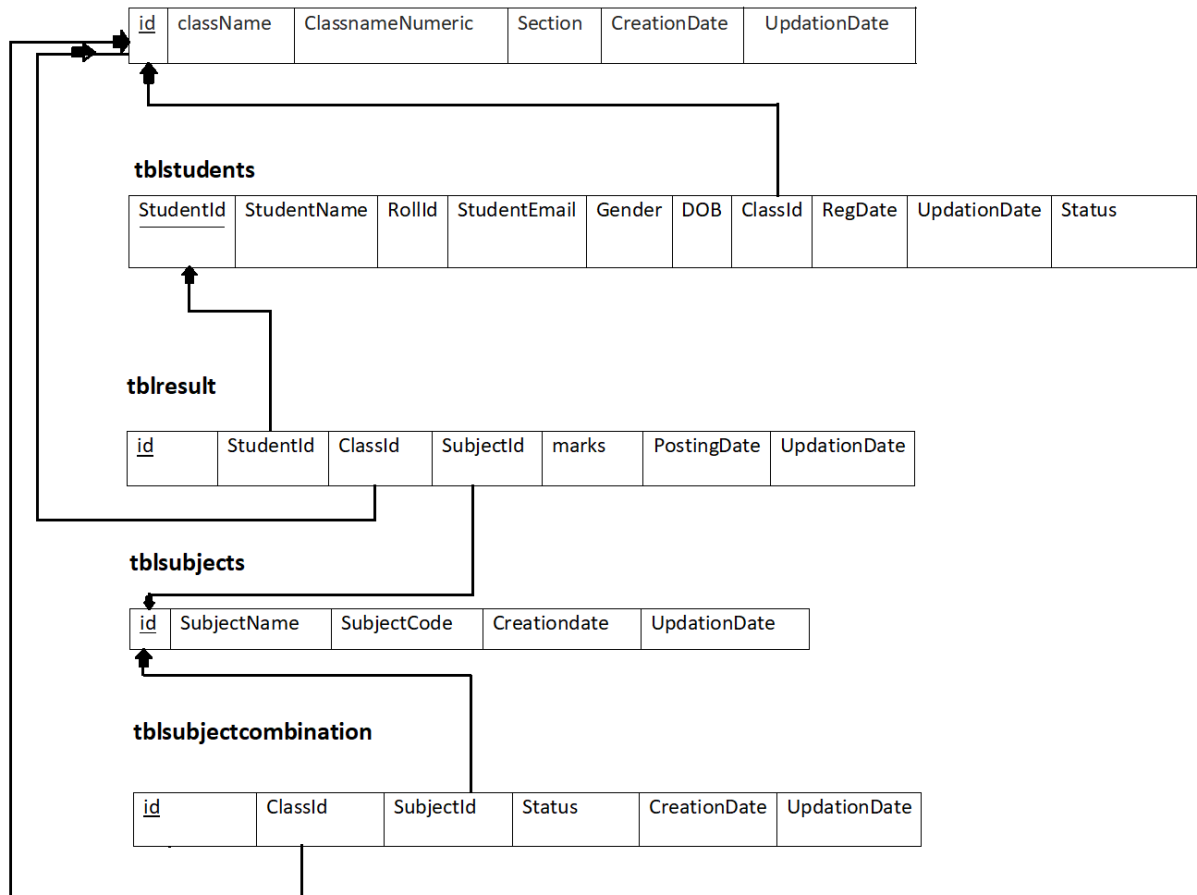 id className ClassnameNumeric Section CreationDate UpdationDate
tblstudents
StudentId StudentName RollId StudentEmail Gender DOB ClassId RegDate UpdationDate Status
tblresult
id StudentId ClassId SubjectId marks PostingDate UpdationDate
tblsubjects
id SubjectName SubjectCode Creationdate UpdationDate
tblsubjectcombination
id ClassId SubjectId Status CreationDate UpdationDate